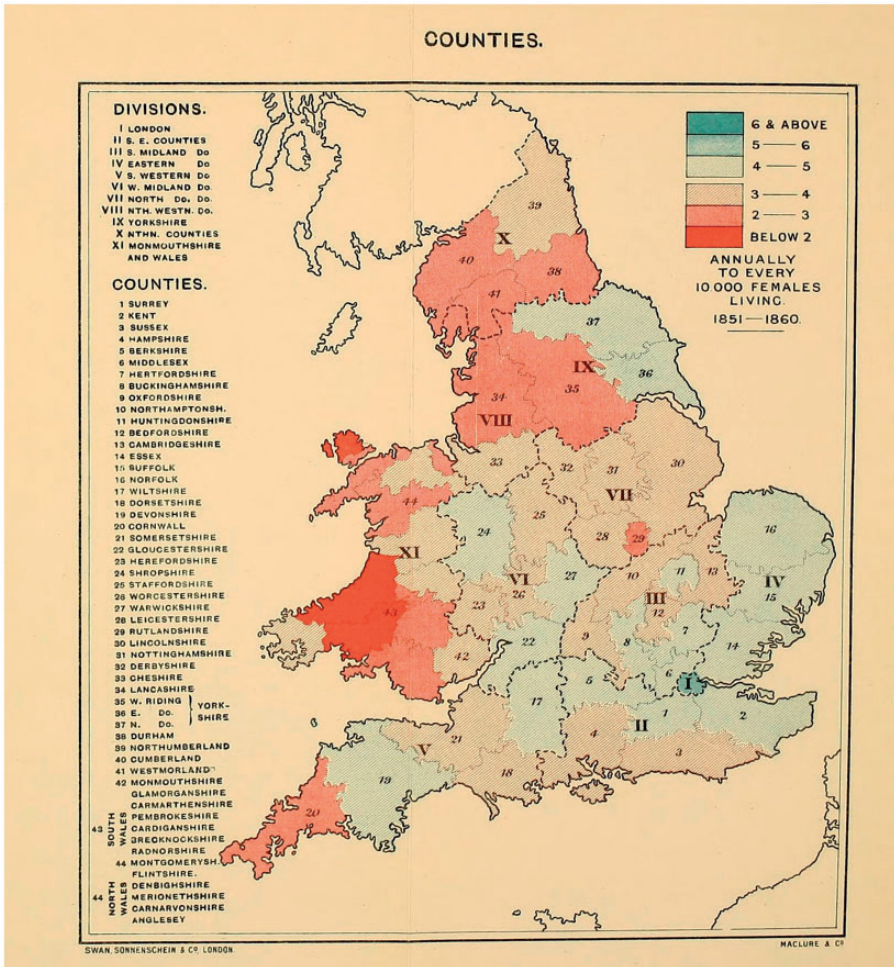 COUNTIES.
DIVISIONS.
I LONDON
II S. E. COUNTIES
III S. MIDLAND Do
IV EASTERN Do
V S. WESTERN Do.
VI W. MIDLAND Do.
VII NORTH Do. Do.
VIII NTH. WESTN. Do.
IX YORKSHIRE
X NTHN. COUNTIES
XI MONMOUTHSHIRE
AND WALES
COUNTIES.
1 SURREY
2 KENT
3 SUSSEX
4 HAMPSHIRE
5 BERKSHIRE
6 MIDDLESEX
7 HERTFORDSHIRE
8 BUCKINGHAMSHIRE
9 OXFORDSHIRE
10 NORTHAMPTONSH.
11 HUNTINGDONSHIRE
12 BEDFORDSHIRE
13 CAMBRIDGESHIRE
14 ESSEX
15 SUFFOLK
16 NORFOLK
17 WILTSHIRE
18 DORSETSHIRE
19 DEVONSHIRE
20 CORNWALL
21 SOMERSETSHIRE
22 GLOUCESTERSHIRE
23 HEREFORDSHIRE
24 SHROPSHIRE
25 STAFFORDSHIRE
26 WORCESTERSHIRE
27 WARWICKSHIRE
28 LEICESTERSHIRE
29 RUTLANDSHIRE
30 LINCOLNSHIRE
31 NOTTINGHAMSHIRE
32 DERBYSHIRE
33 CHESHIRE
34 LANCASHIRE
35 W. RIDING
36 E. Do.
37 N. Do.
YORK-
SHIRE
38 DURHAM
39 NORTHUMBERLAND
40 CUMBERLAND
41 WESTMORLAND
42 MONMOUTHSHIRE
GLAMORGANSHIRE
CARMARTHENSHIRE
PEMBROKESHIRE
43 SOUTH WALES
CARDIGANSHIRE
BRECKNOCKSHIRE
RADNORSHIRE
44 MONTGOMERYSH.
FLINTSHIRE.
DENBIGHSHIRE
44 NORTH WALES
MERIONETHSHIRE
CARNARVONSHIRE
ANGLESEY
6 & ABOVE
5 — 6
4 — 5
3 — 4
2 — 3
BELOW 2
ANNUALLY
TO EVERY
10.000 FEMALES
LIVING.
1851—1860.
39
X
40
38
41
37
IX
36
35
34
VIII
33
32
31
30
VII
44
25
24
28
29
16
XI
VI
27
10
11
13
IV
15
43
23
26
III
12
9
8
7
14
42
22
6
I
5
17
II
1
2
21
4
3
V
18
19
20
SWAN, SONNENSCHEIN & Co. LONDON.
MACLURE & Co